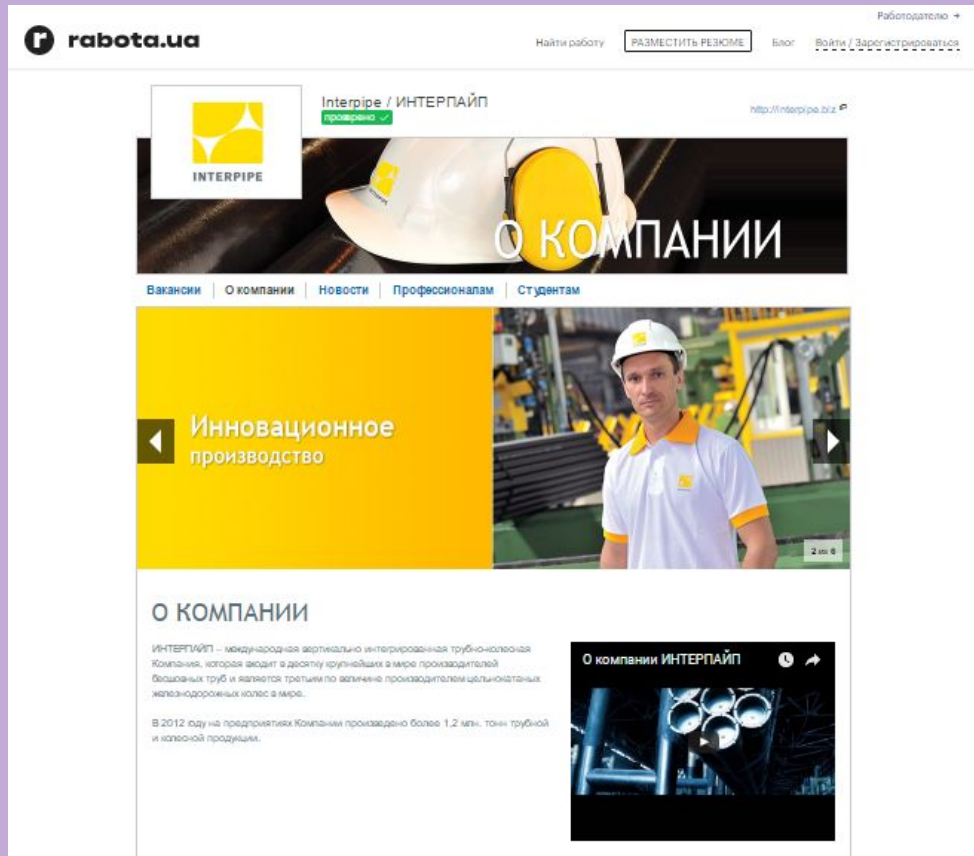 Работодателю →
rabota.ua
Найти работу
РАЗМЕСТИТЬ РЕЗЮМЕ
Блог
Войти / Зарегистрироваться
Interpipe / ИНТЕРПАЙП
проверено ✓
http://interpipe.biz
INTERPIPE
О КОМПАНИИ
Вакансии | О компании | Новости | Профессионалам | Студентам
Инновационное
производство
2 из 6
О КОМПАНИИ
ИНТЕРПАЙП – международная вертикально интегрированная трубно-колесная
Компания, которая входит в десятку крупнейших в мире производителей
бесшовных труб и является третьим по величине производителем цельнокатаных
железнодорожных колес в мире.
В 2012 году на предприятиях Компании произведено более 1,2 млн. тонн трубной
и колесной продукции.
О компании ИНТЕРПАЙП